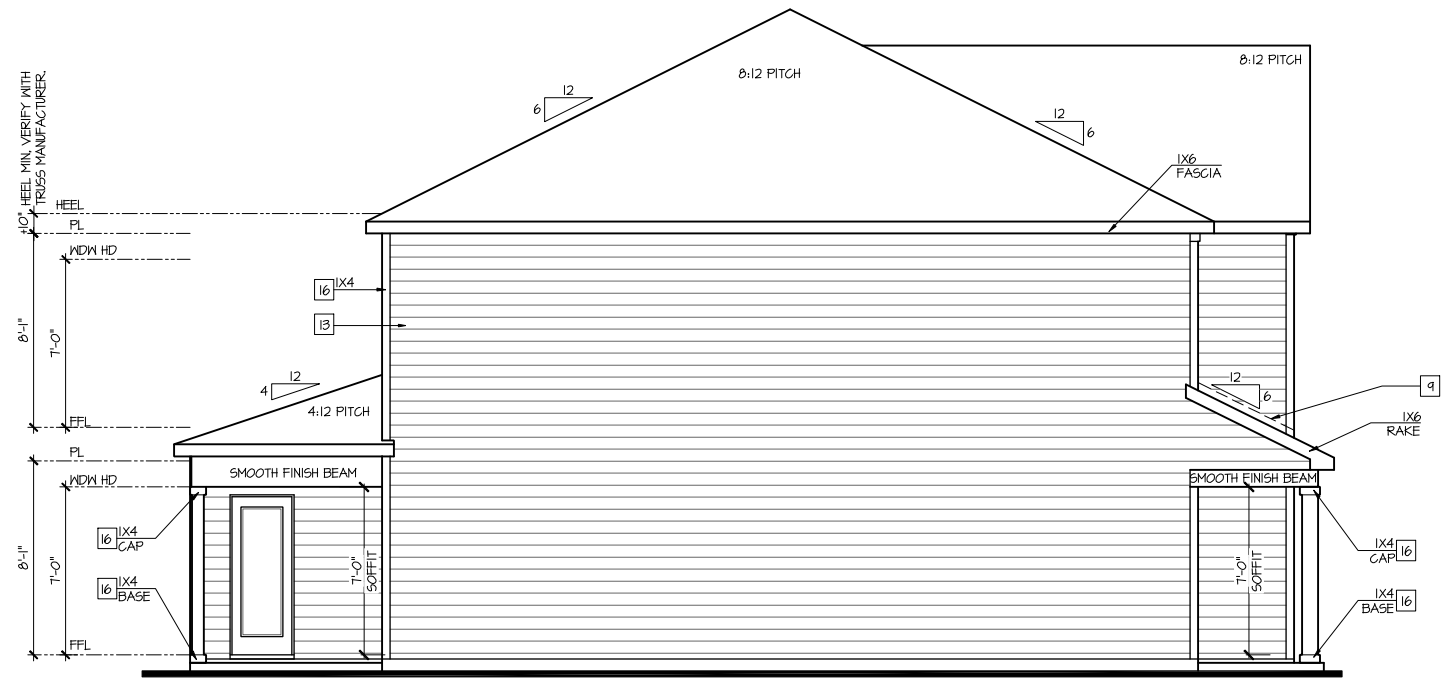 8:12 PITCH
8:12 PITCH
12
6
12
6
1X6
FASCIA
±10" HEEL MIN. VERIFY WITH
TRUSS MANUFACTURER.
HEEL
PL
WDW HD
16 1X4
13
8'-1"
7'-0"
12
4
4:12 PITCH
12
6
9
1X6
RAKE
FFL
PL
WDW HD
SMOOTH FINISH BEAM
SMOOTH FINISH BEAM
16 1X4
CAP
16 1X4
BASE
8'-1"
7'-0"
7'-0"
SOFFIT
7'-0"
SOFFIT
1X4
CAP 16
1X4
BASE 16
FFL